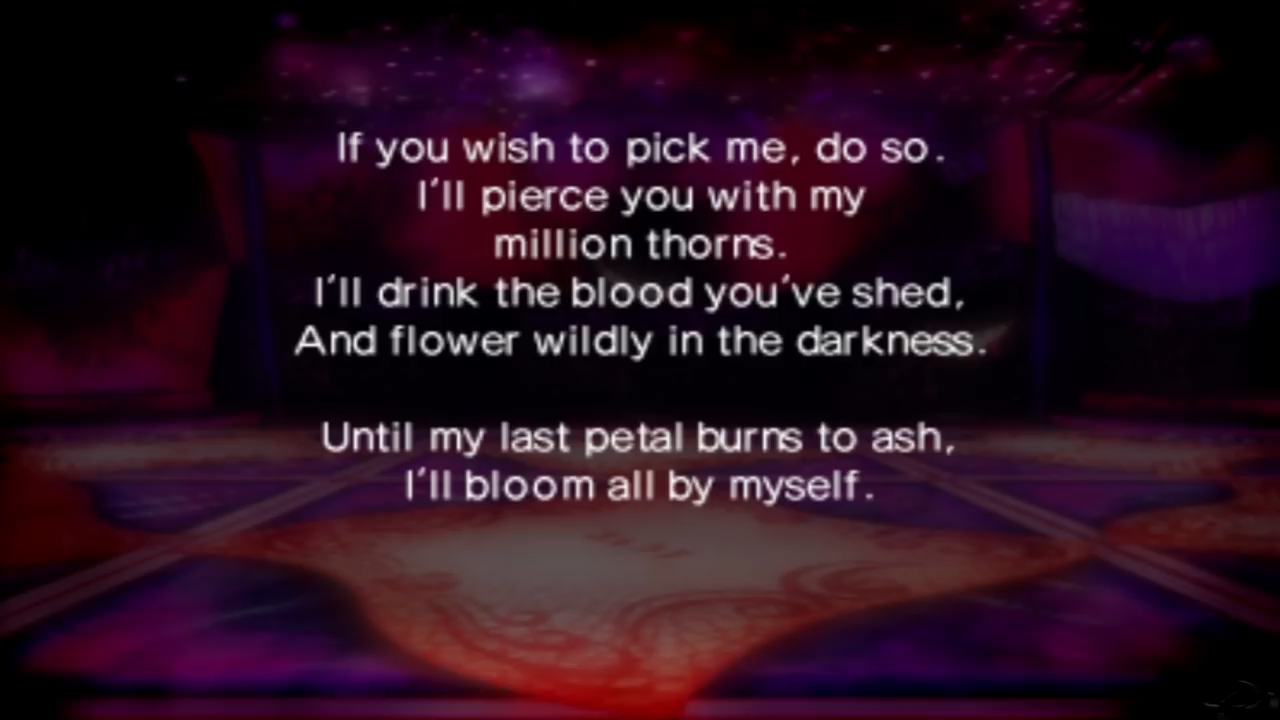 If you wish to pick me, do so.
I'll pierce you with my
million thorns.
I'll drink the blood you've shed,
And flower wildly in the darkness.
Until my last petal burns to ash,
I'll bloom all by myself.